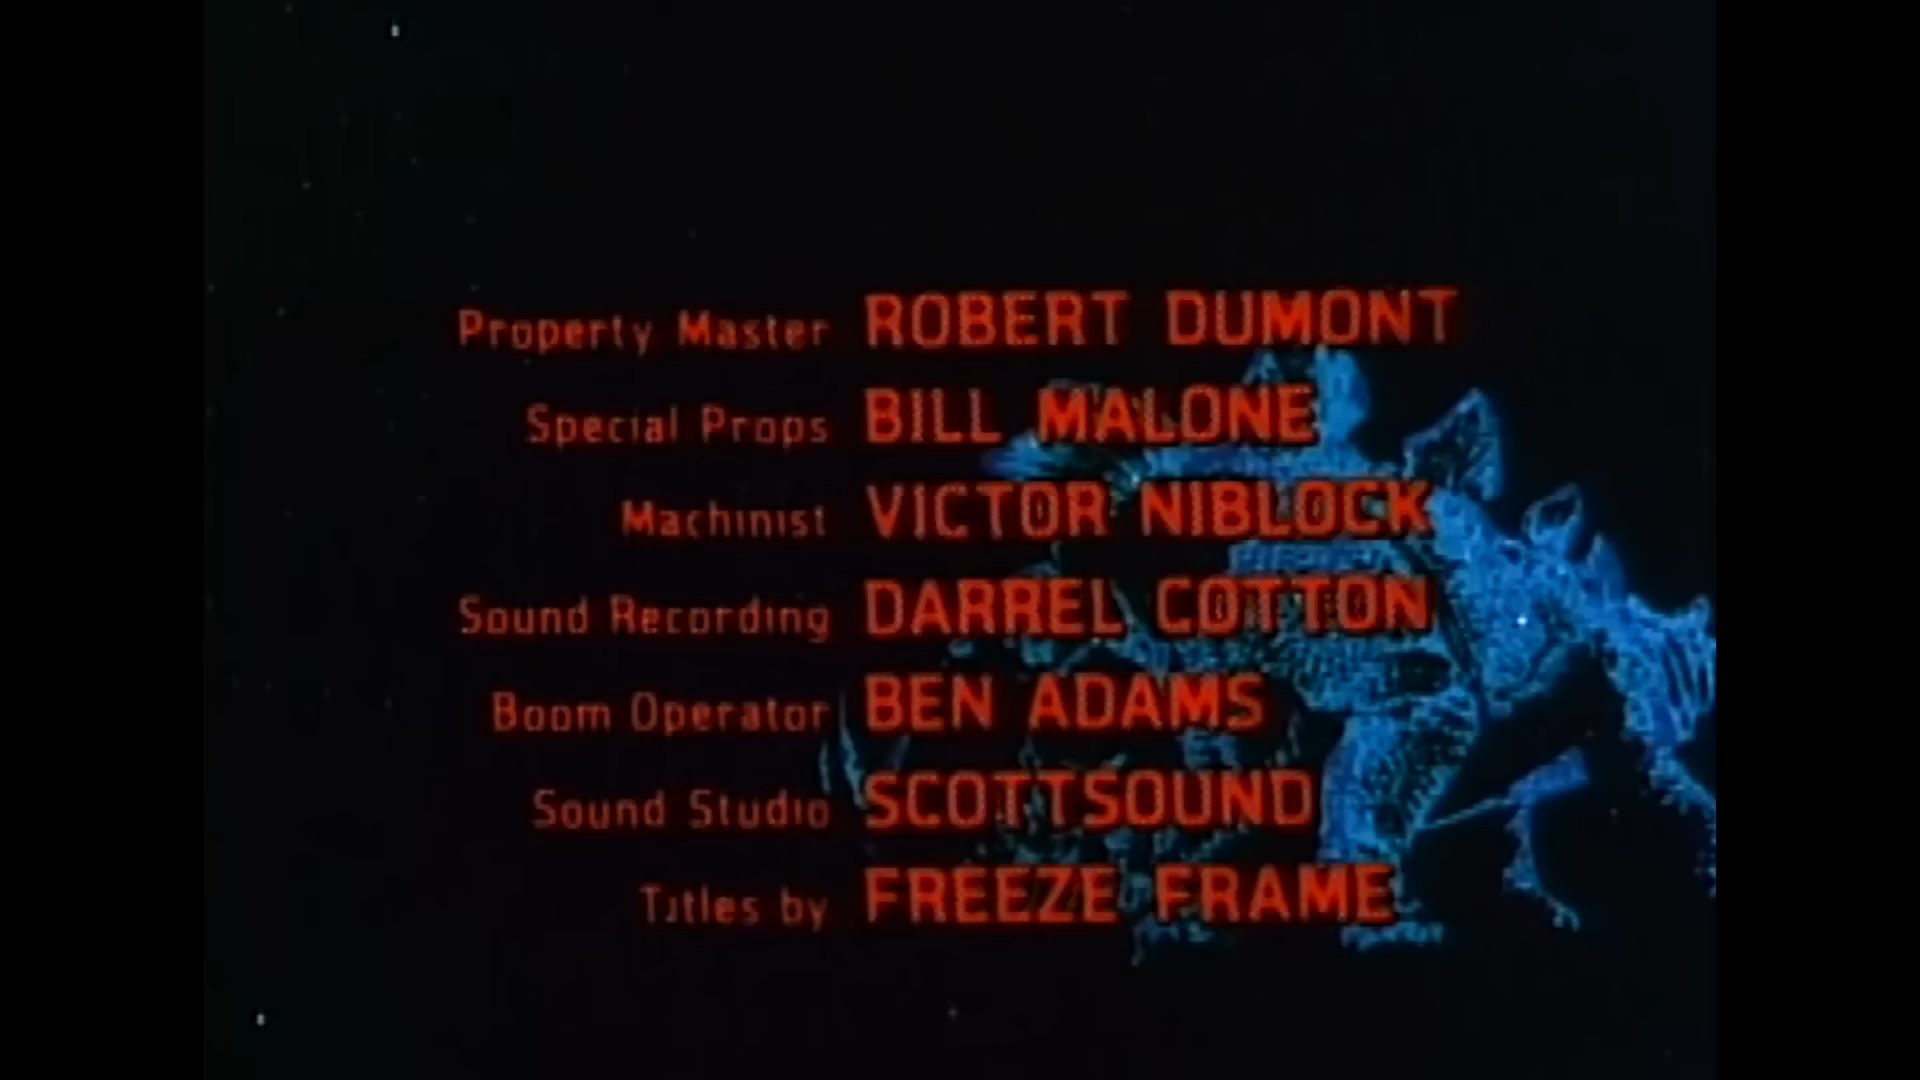 Property Master ROBERT DUMONT
Special Props BILL MALONE
Machinist VICTOR NIBLOCK
Sound Recording DARREL COTTON
Boom Operator BEN ADAMS
Sound Studio SCOTTSOUND
Titles by FREEZE FRAME